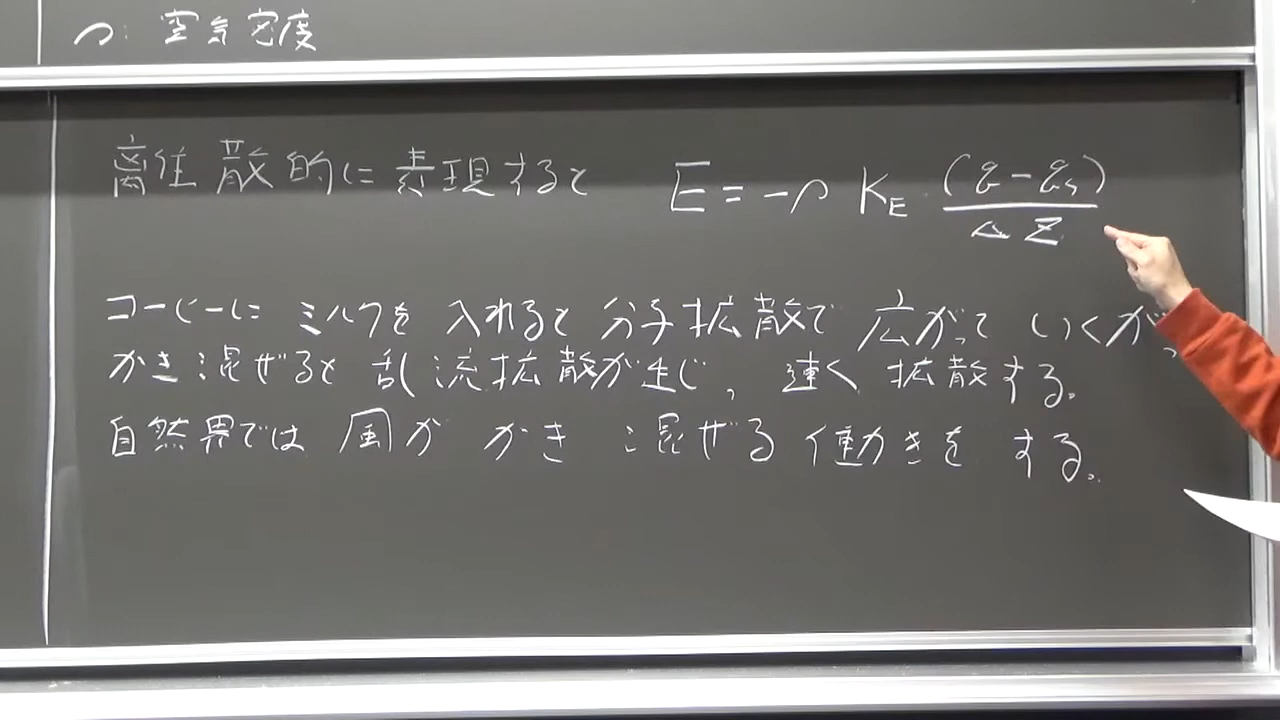 ρ: 空気密度
離散的に表現すると E = -ρ K_E (q - q_s) / Δz
コーヒーに ミルクを 入れると 分子拡散で 広がって いくが、
かき混ぜると 乱流拡散が生じ、速く 拡散する。
自然界では 風が かき混ぜる 働きを する。